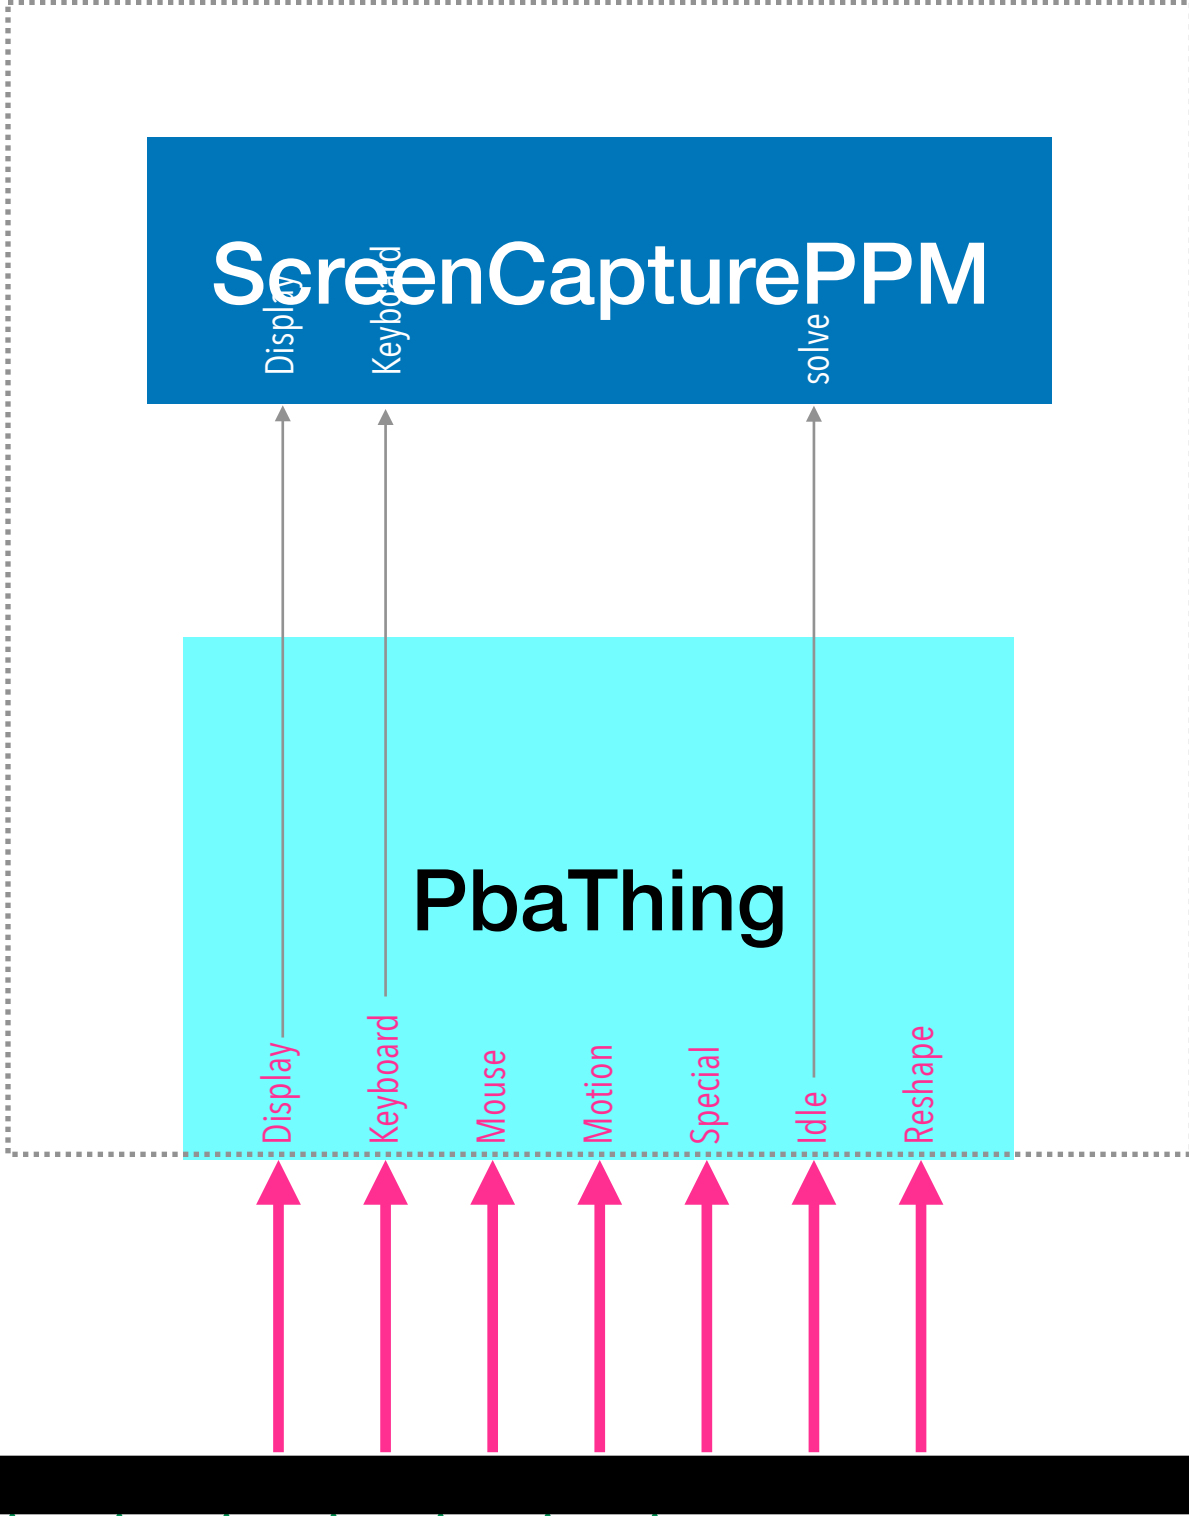 ScreenCapturePPM
Display
Keyboard
solve
PbaThing
Display
Keyboard
Mouse
Motion
Special
Idle
Reshape